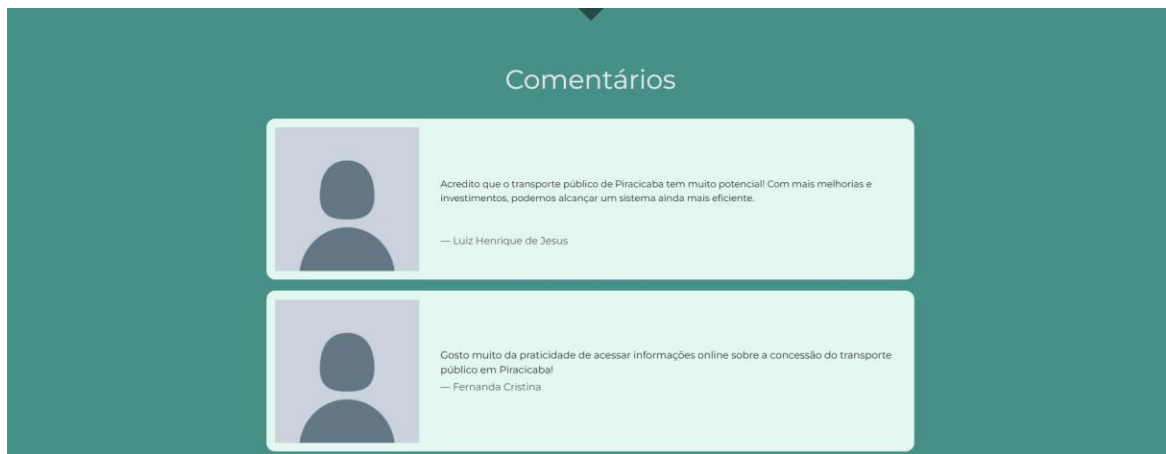 Comentários
Acredito que o transporte público de Piracicaba tem muito potencial! Com mais melhorias e
investimentos, podemos alcançar um sistema ainda mais eficiente.
— Luiz Henrique de Jesus
Gosto muito da praticidade de acessar informações online sobre a concessão do transporte
público em Piracicaba!
— Fernanda Cristina